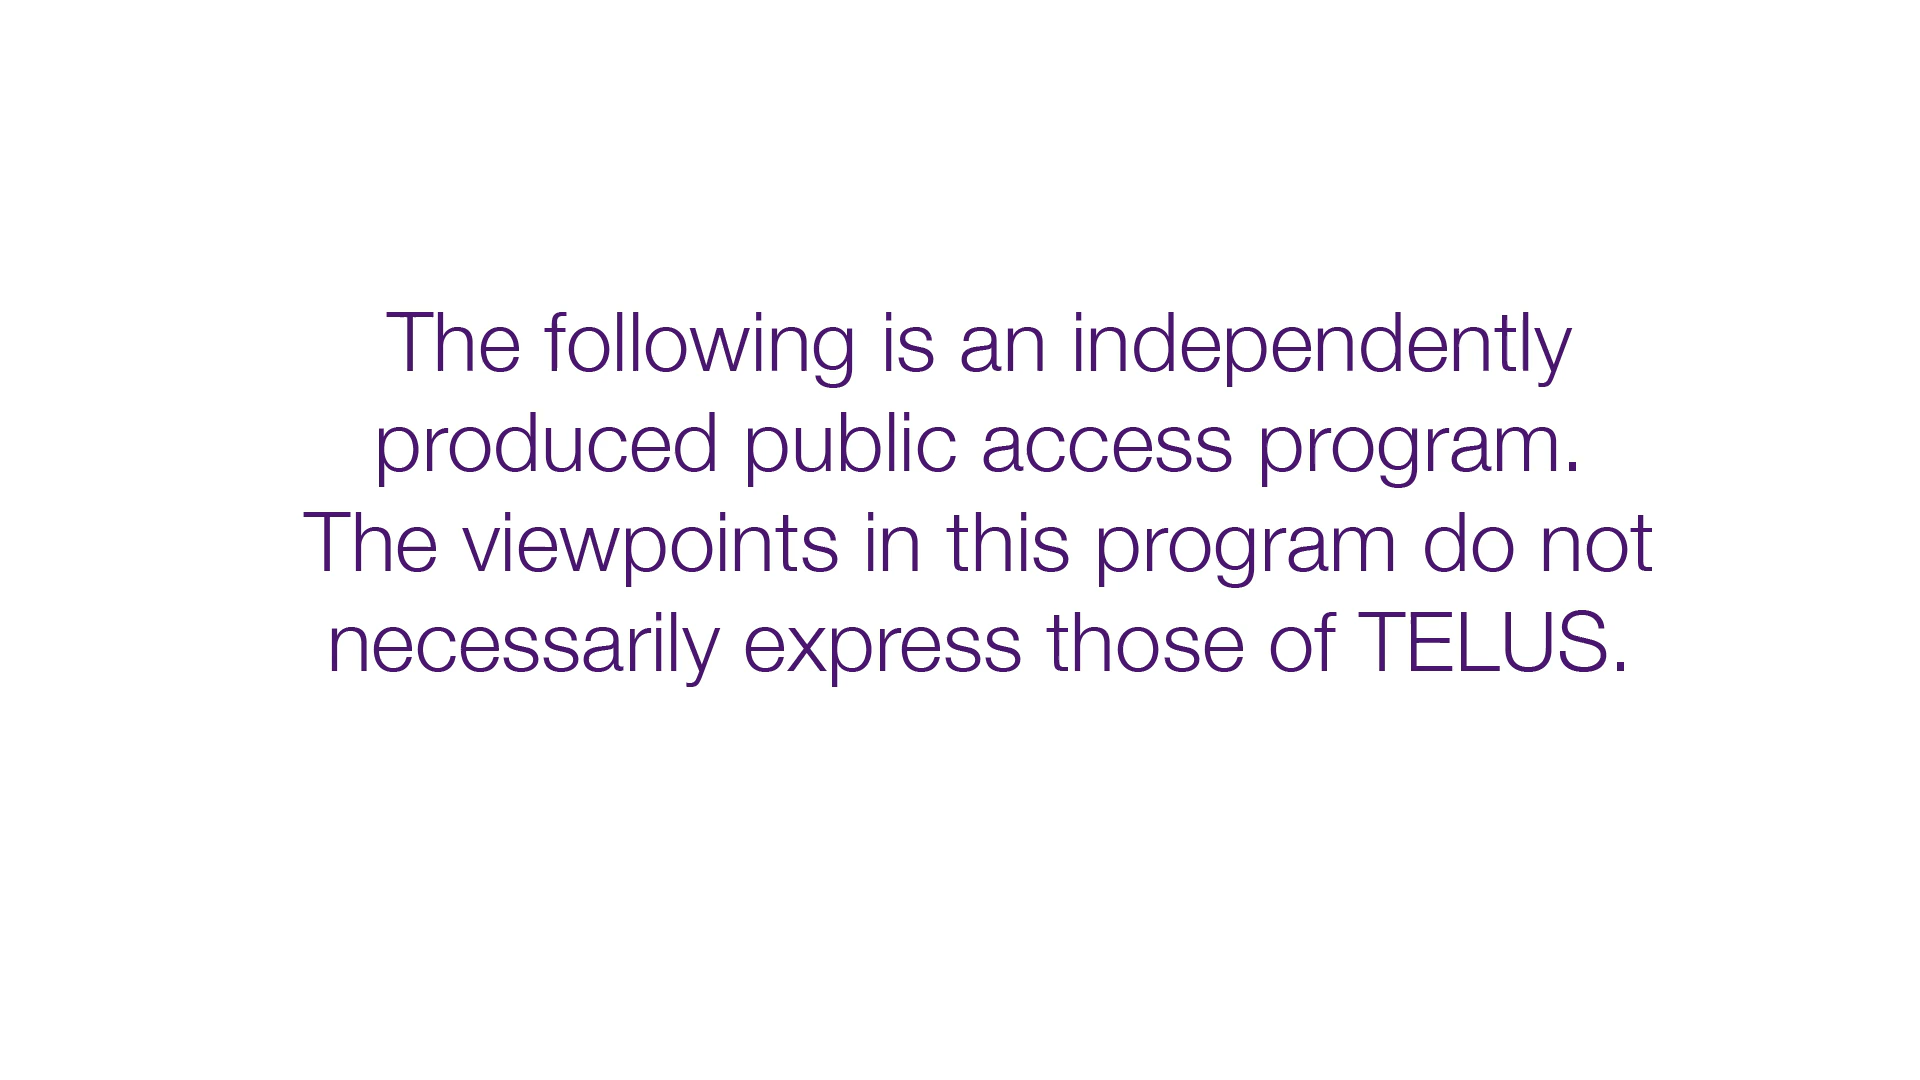 The following is an independently
produced public access program.
The viewpoints in this program do not
necessarily express those of TELUS.